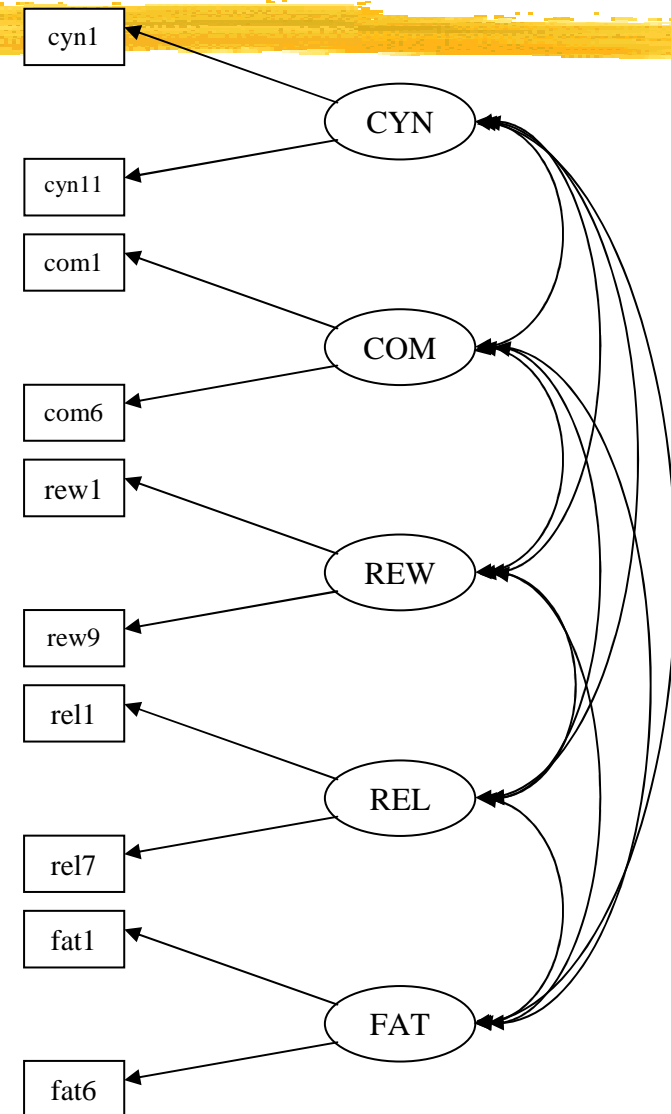 cyn1
CYN
cyn11
com1
COM
com6
rew1
REW
rew9
rel1
REL
rel7
fat1
FAT
fat6